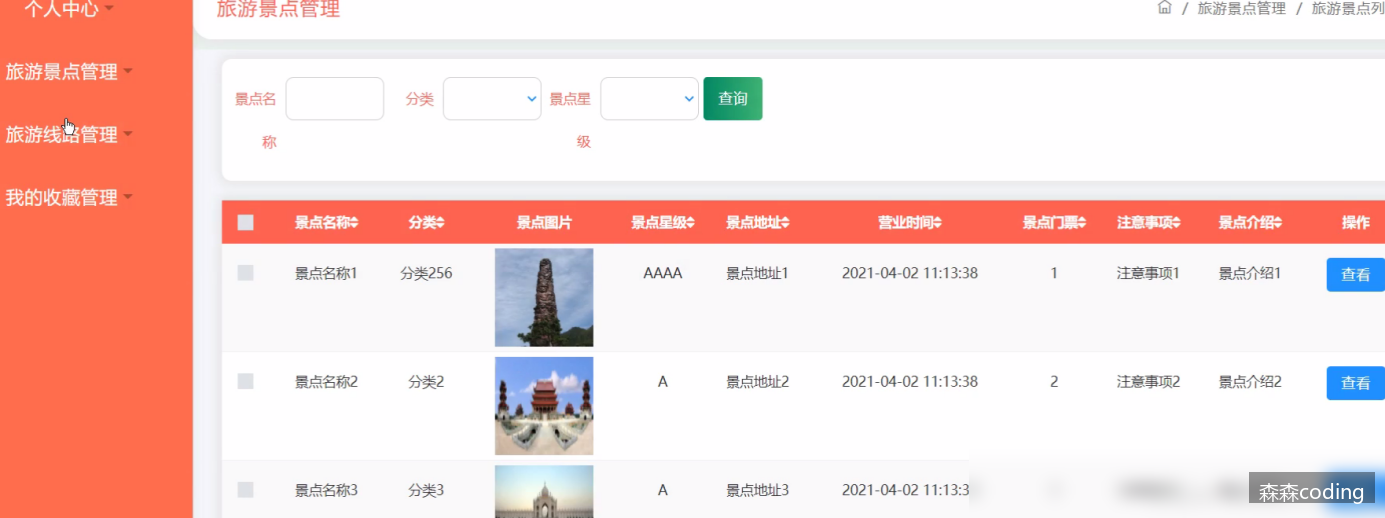 个人中心
旅游景点管理
旅游线路管理
我的收藏管理
旅游景点管理
/ 旅游景点管理 / 旅游景点列
景点名称 分类 景点星级 查询
景点名称 分类 景点图片 景点星级 景点地址 营业时间 景点门票 注意事项 景点介绍 操作
景点名称1 分类256 AAAA 景点地址1 2021-04-02 11:13:38 1 注意事项1 景点介绍1 查看
景点名称2 分类2 A 景点地址2 2021-04-02 11:13:38 2 注意事项2 景点介绍2 查看
景点名称3 分类3 A 景点地址3 2021-04-02 11:13:3
森森coding